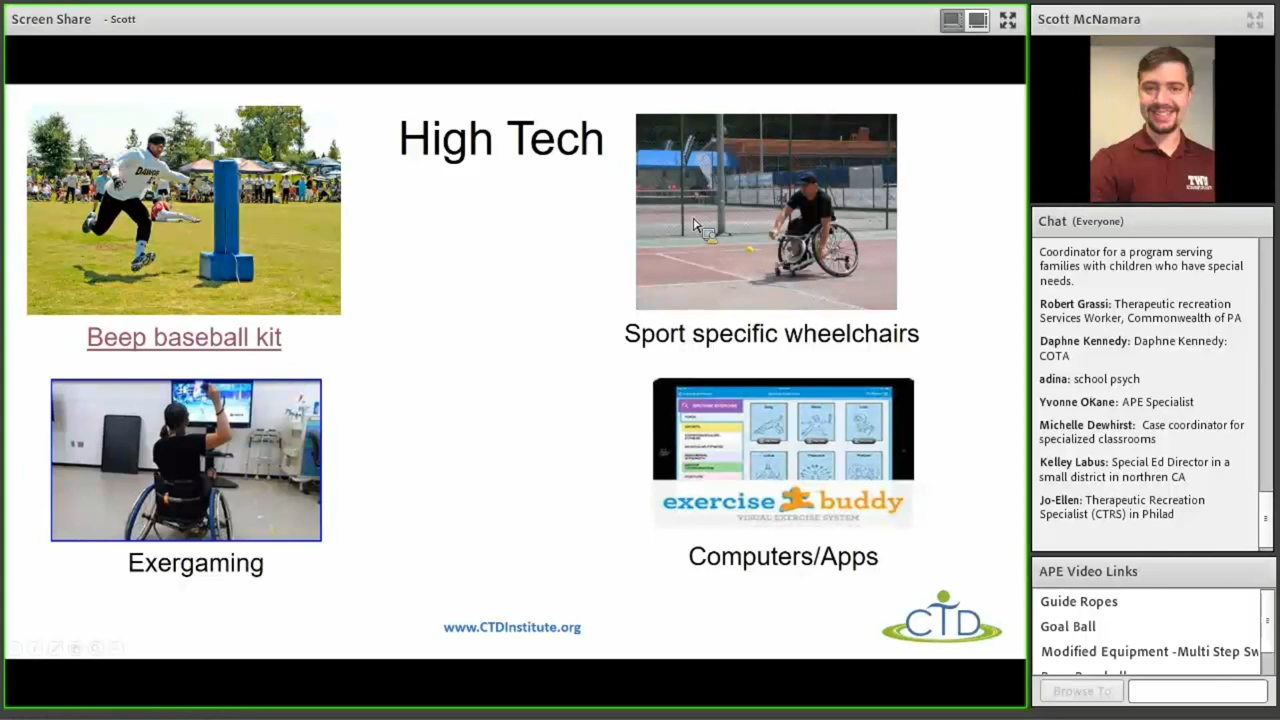 Screen Share - Scott
High Tech
DAWGS
Beep baseball kit
Sport specific wheelchairs
exercise buddy
VISUAL EXERCISE SYSTEM
Exergaming
Computers/Apps
www.CTDInstitute.org
CTD
Scott McNamara
TWU
Chat (Everyone)
Coordinator for a program serving
families with children who have special
needs.
Robert Grassi: Therapeutic recreation
Services Worker, Commonwealth of PA
Daphne Kennedy: Daphne Kennedy:
COTA
adina: school psych
Yvonne OKane: APE Specialist
Michelle Dewhirst: Case coordinator for
specialized classrooms
Kelley Labus: Special Ed Director in a
small district in northren CA
Jo-Ellen: Therapeutic Recreation
Specialist (CTRS) in Philad
APE Video Links
Guide Ropes
Goal Ball
Modified Equipment -Multi Step Sw
Browse To